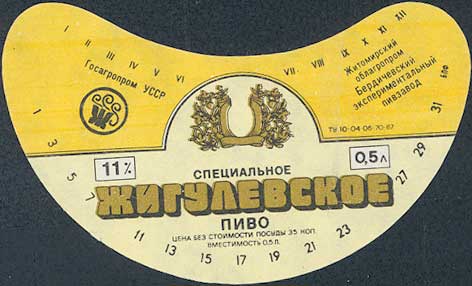 I II III IV V VI VII VIII IX X XI XII
Госагропром УССР
Житомирский
облагропром
Бердичевский
экспериментальный
пивзавод
БПФ
ТУ 10-04-06-70-87
1 3 5 7 11 13 15 17 19 21 23 27 29 31
11%
0,5 л
СПЕЦИАЛЬНОЕ
ЖИГУЛЕВСКОЕ
ПИВО
ЦЕНА БЕЗ СТОИМОСТИ ПОСУДЫ 35 КОП.
ВМЕСТИМОСТЬ 0,5 Л.